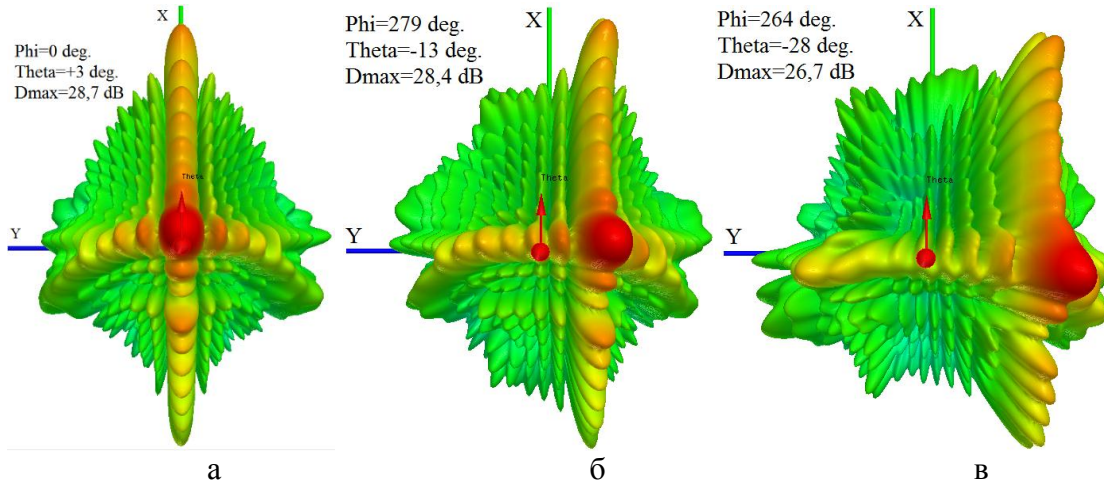 X
Phi=0 deg.
Theta=+3 deg.
Dmax=28,7 dB
Theta
Y
а
Phi=279 deg.
Theta=-13 deg.
Dmax=28,4 dB
X
Theta
Y
б
Phi=264 deg.
Theta=-28 deg.
Dmax=26,7 dB
X
Theta
Y
в